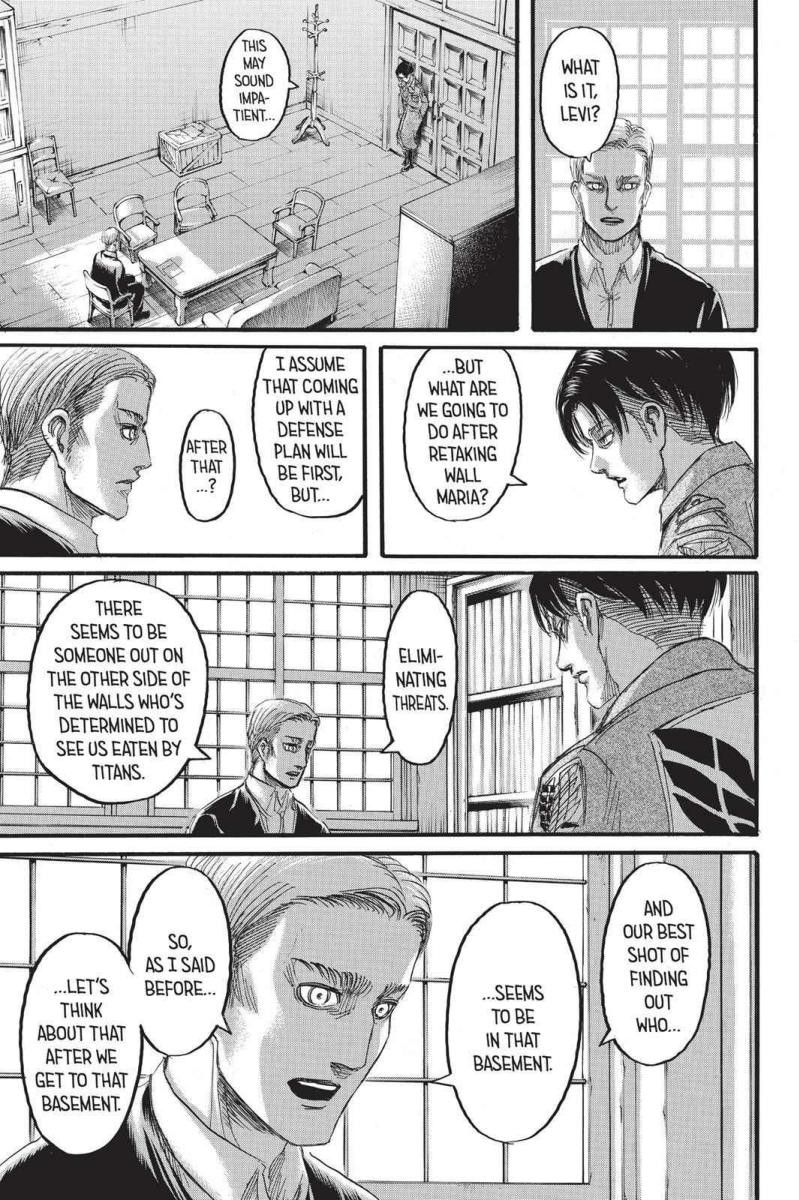 WHAT
IS IT,
LEVI?
THIS
MAY
SOUND
IMPA-
TIENT...
...BUT
WHAT ARE
WE GOING TO
DO AFTER
RETAKING
WALL
MARIA?
I ASSUME
THAT COMING
UP WITH A
DEFENSE
PLAN WILL
BE FIRST,
BUT...
AFTER
THAT
...?
ELIMI-
NATING
THREATS.
THERE
SEEMS TO BE
SOMEONE OUT ON
THE OTHER SIDE OF
THE WALLS WHO'S
DETERMINED TO
SEE US EATEN BY
TITANS.
AND
OUR BEST
SHOT OF
FINDING
OUT
WHO...
...SEEMS
TO BE
IN THAT
BASEMENT.
SO,
AS I SAID
BEFORE...
...LET'S
THINK
ABOUT THAT
AFTER WE
GET TO THAT
BASEMENT.